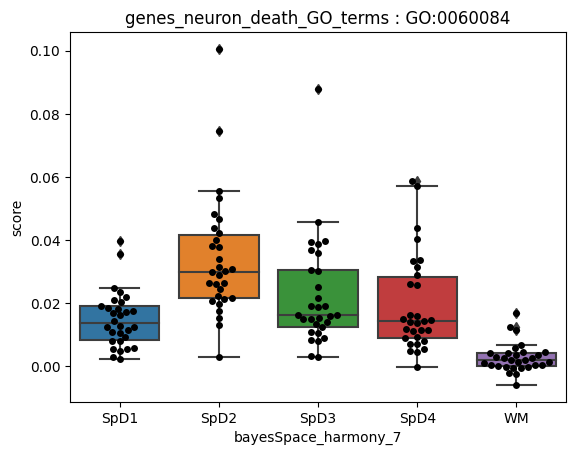 genes_neuron_death_GO_terms : GO:0060084
0.10
0.08
0.06
0.04
0.02
0.00
score
SpD1 SpD2 SpD3 SpD4 WM
bayesSpace_harmony_7